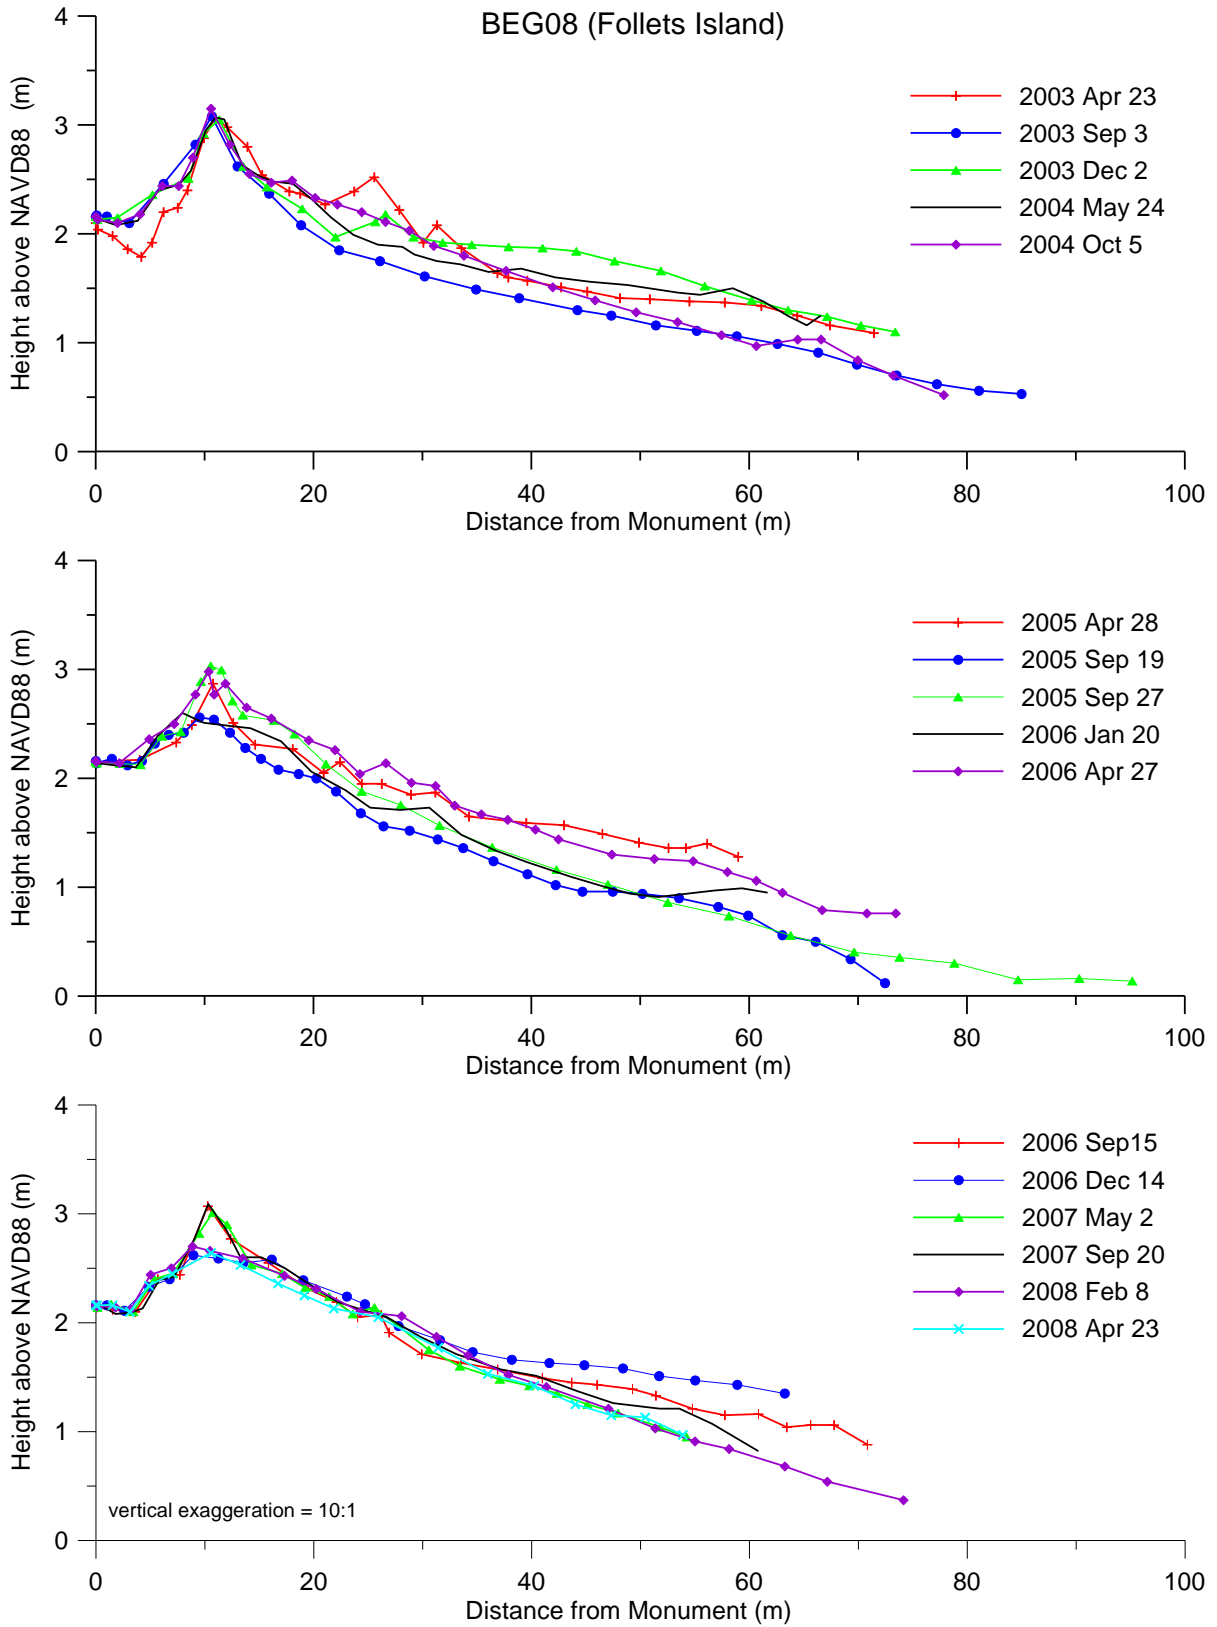 BEG08 (Follets Island)
4
3
2
1
0
Height above NAVD88 (m)
2003 Apr 23
2003 Sep 3
2003 Dec 2
2004 May 24
2004 Oct 5
0 20 40 60 80 100
Distance from Monument (m)
4
3
2
1
0
Height above NAVD88 (m)
2005 Apr 28
2005 Sep 19
2005 Sep 27
2006 Jan 20
2006 Apr 27
0 20 40 60 80 100
Distance from Monument (m)
4
3
2
1
0
Height above NAVD88 (m)
2006 Sep15
2006 Dec 14
2007 May 2
2007 Sep 20
2008 Feb 8
2008 Apr 23
vertical exaggeration = 10:1
0 20 40 60 80 100
Distance from Monument (m)